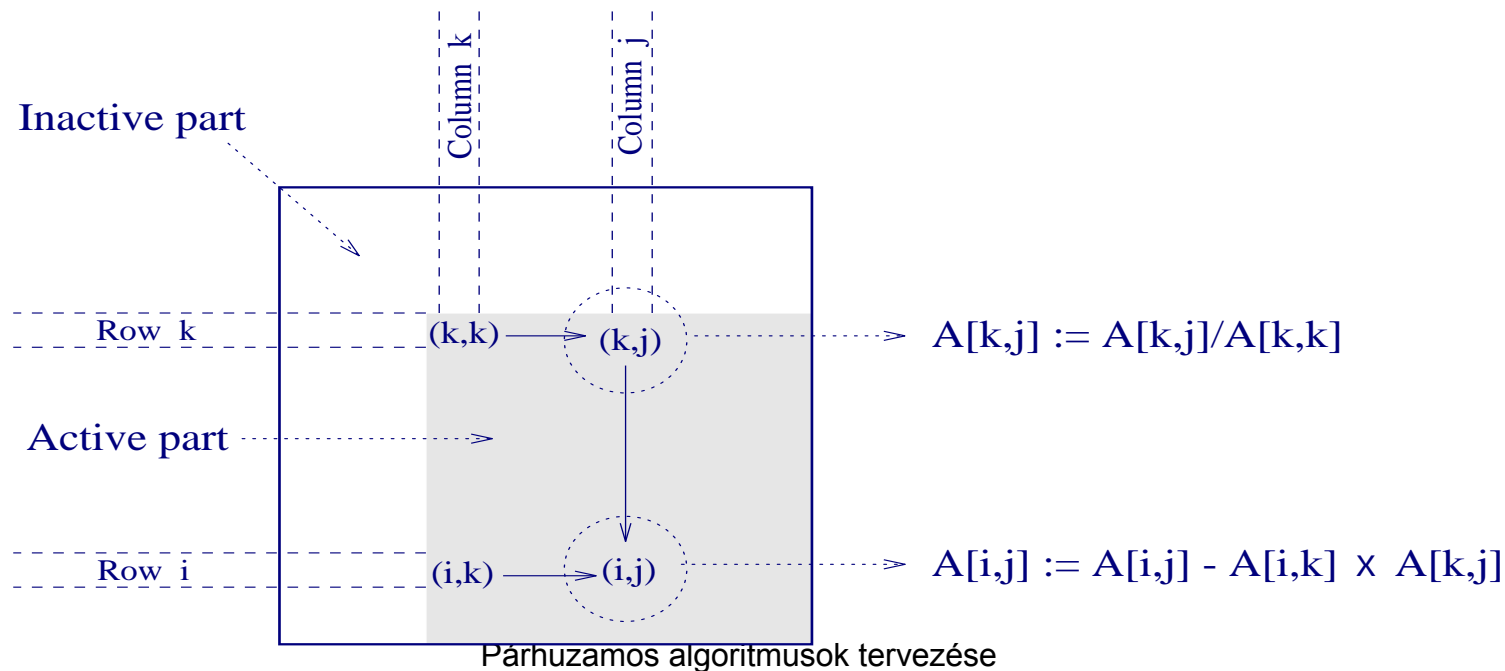 Column k
Column j
Inactive part
Row k
(k,k)
(k,j)
A[k,j] := A[k,j]/A[k,k]
Active part
Row i
(i,k)
(i,j)
A[i,j] := A[i,j] - A[i,k] x A[k,j]
Párhuzamos algoritmusok tervezése